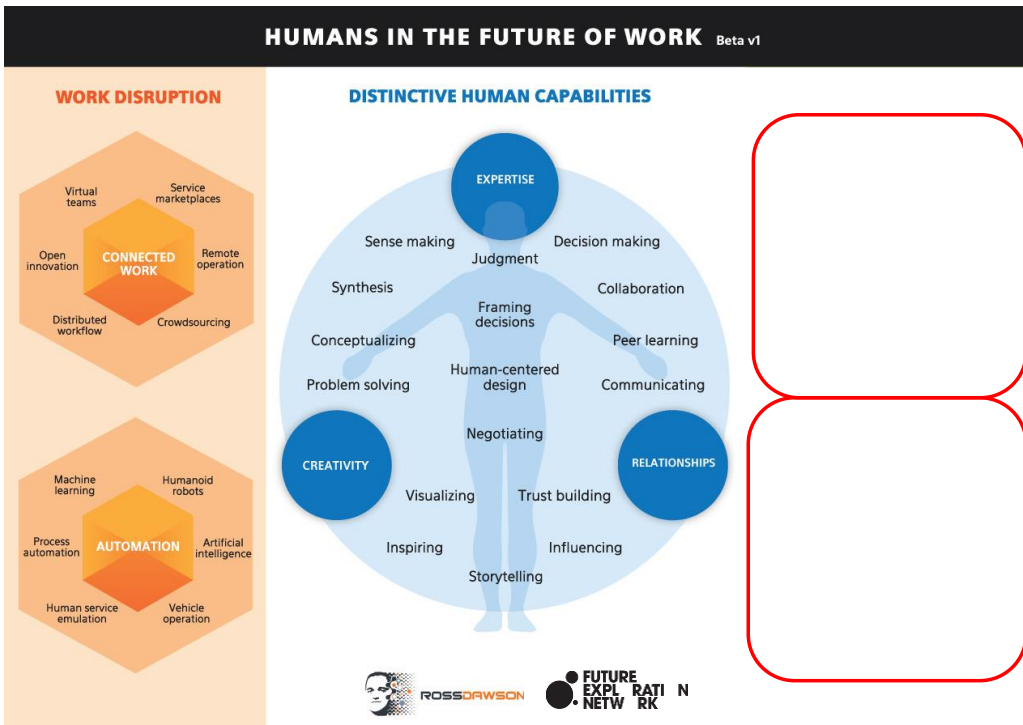 HUMANS IN THE FUTURE OF WORK Beta v1
WORK DISRUPTION
Virtual
teams
Service
marketplaces
Open
innovation
CONNECTED
WORK
Remote
operation
Distributed
workflow
Crowdsourcing
Machine
learning
Humanoid
robots
Process
automation
AUTOMATION
Artificial
intelligence
Human service
emulation
Vehicle
operation
DISTINCTIVE HUMAN CAPABILITIES
EXPERTISE
Sense making
Decision making
Judgment
Synthesis
Collaboration
Framing
decisions
Conceptualizing
Peer learning
Human-centered
design
Problem solving
Communicating
Negotiating
CREATIVITY
RELATIONSHIPS
Visualizing
Trust building
Inspiring
Influencing
Storytelling
ROSSDAWSON
FUTURE
EXPL RATI N
NETW RK